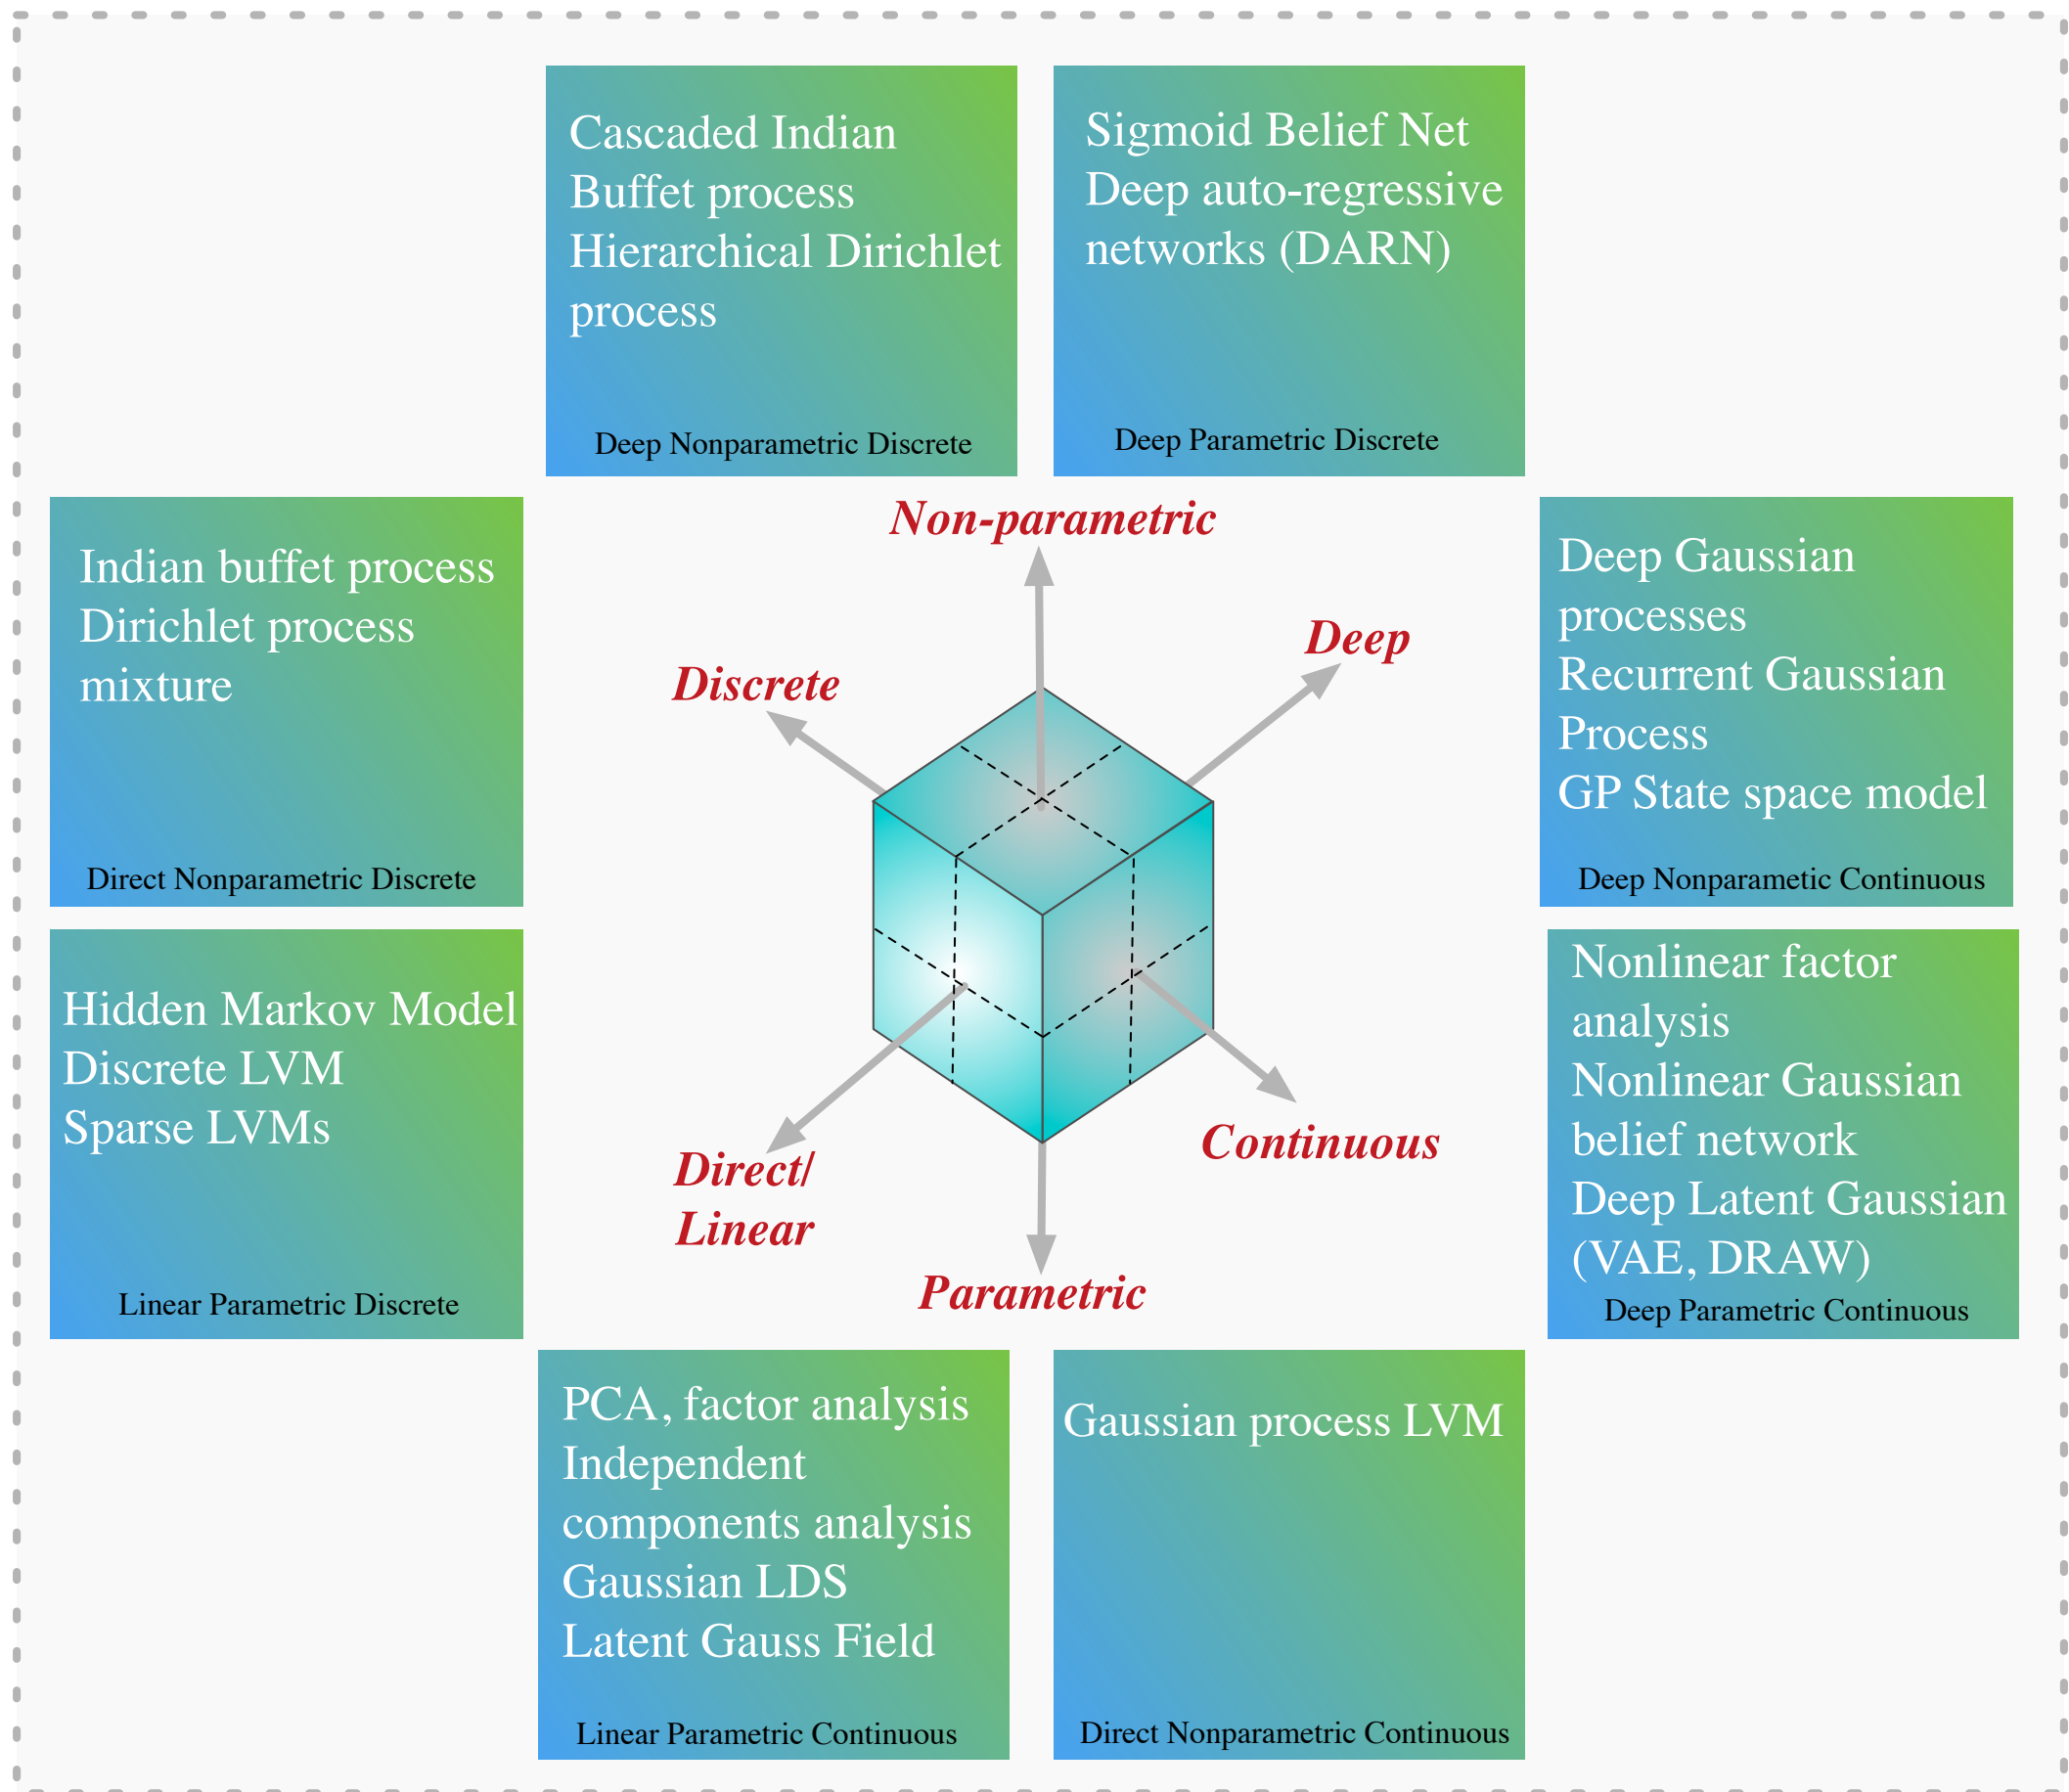 Cascaded Indian
Buffet process
Hierarchical Dirichlet
process
Deep Nonparametric Discrete
Sigmoid Belief Net
Deep auto-regressive
networks (DARN)
Deep Parametric Discrete
Indian buffet process
Dirichlet process
mixture
Direct Nonparametric Discrete
Non-parametric
Discrete
Deep
Direct/
Linear
Continuous
Parametric
Deep Gaussian
processes
Recurrent Gaussian
Process
GP State space model
Deep Nonparametic Continuous
Hidden Markov Model
Discrete LVM
Sparse LVMs
Linear Parametric Discrete
Nonlinear factor
analysis
Nonlinear Gaussian
belief network
Deep Latent Gaussian
(VAE, DRAW)
Deep Parametric Continuous
PCA, factor analysis
Independent
components analysis
Gaussian LDS
Latent Gauss Field
Linear Parametric Continuous
Gaussian process LVM
Direct Nonparametric Continuous